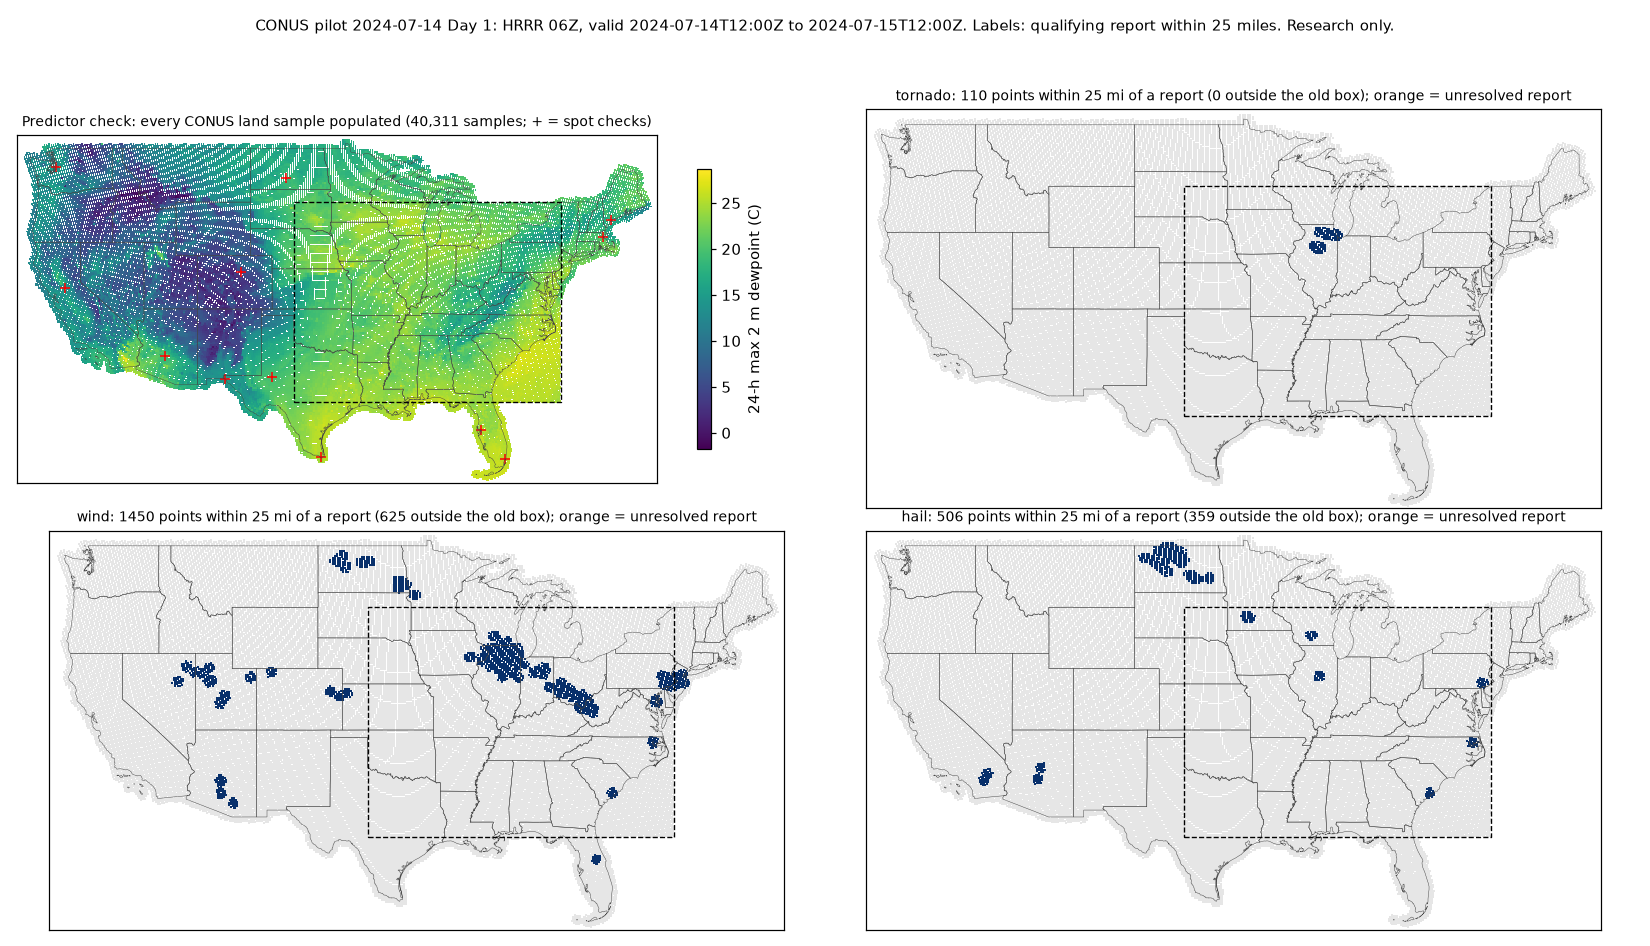 CONUS pilot 2024-07-14 Day 1: HRRR 06Z, valid 2024-07-14T12:00Z to 2024-07-15T12:00Z. Labels: qualifying report within 25 miles. Research only.
Predictor check: every CONUS land sample populated (40,311 samples; + = spot checks)
25
20
15
10
5
0
24-h max 2 m dewpoint (C)
tornado: 110 points within 25 mi of a report (0 outside the old box); orange = unresolved report
wind: 1450 points within 25 mi of a report (625 outside the old box); orange = unresolved report
hail: 506 points within 25 mi of a report (359 outside the old box); orange = unresolved report